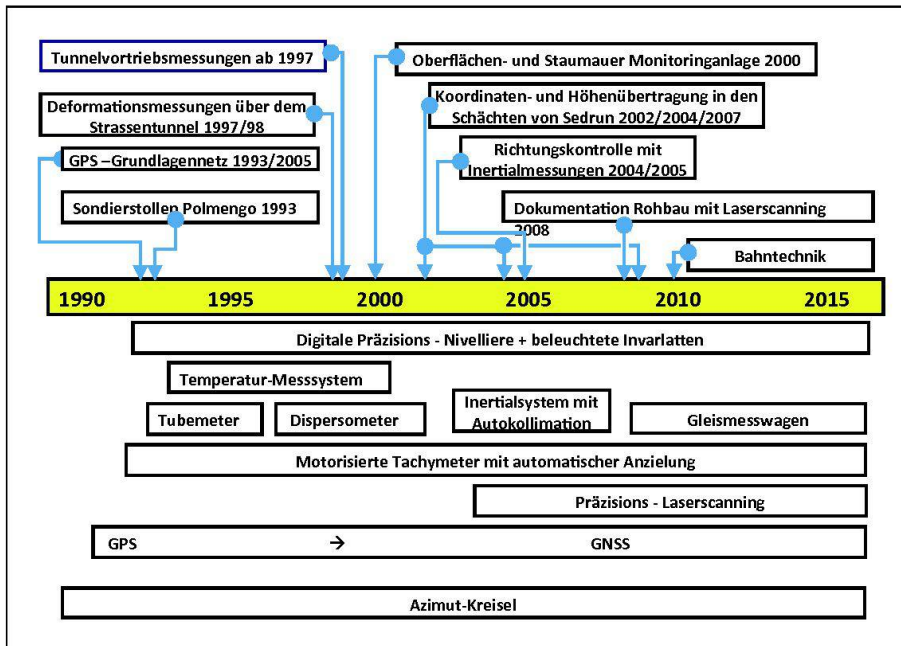 Tunnelvortriebsmessungen ab 1997
Oberflächen- und Staumauer Monitoringanlage 2000
Deformationsmessungen über dem
Strassentunnel 1997/98
Koordinaten- und Höhenübertragung in den
Schächten von Sedrun 2002/2004/2007
GPS –Grundlagennetz 1993/2005
Richtungskontrolle mit
Inertialmessungen 2004/2005
Sondierstollen Polmengo 1993
Dokumentation Rohbau mit Laserscanning
2008
Bahntechnik
1990 1995 2000 2005 2010 2015
Digitale Präzisions - Nivelliere + beleuchtete Invarlatten
Temperatur-Messsystem
Tubemeter
Dispersometer
Inertialsystem mit
Autokollimation
Gleismesswagen
Motorisierte Tachymeter mit automatischer Anzielung
Präzisions - Laserscanning
GPS → GNSS
Azimut-Kreisel